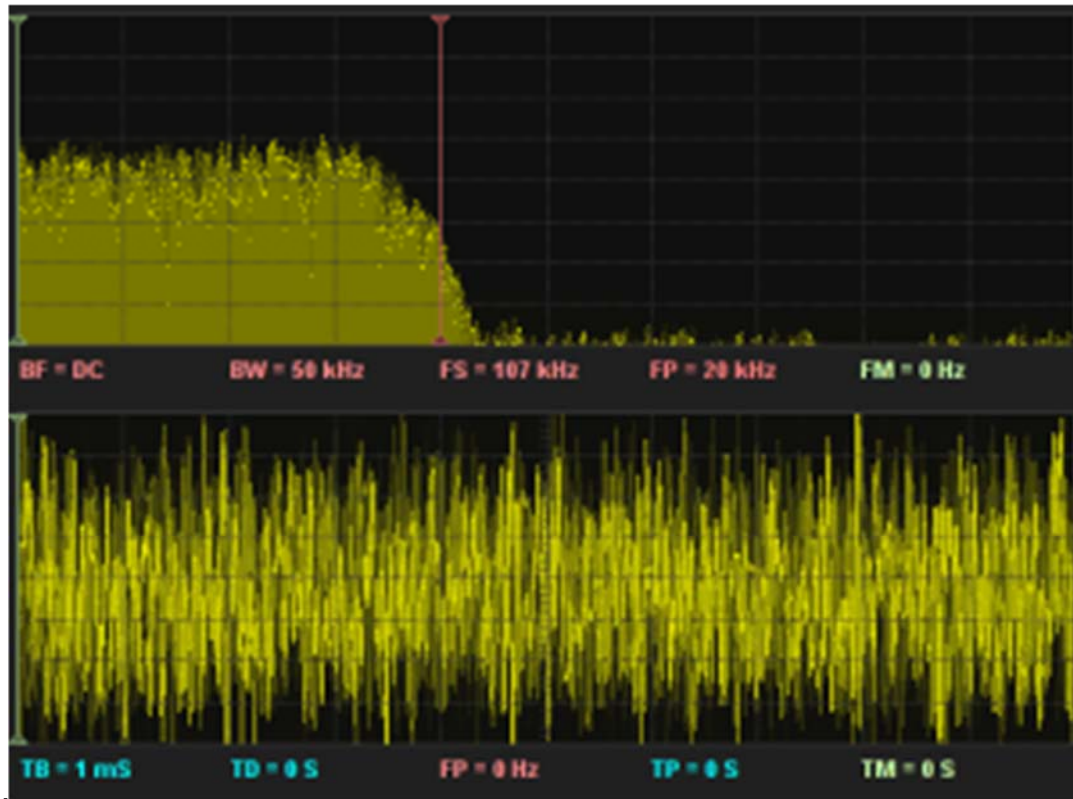 BF = DC BW = 50 kHz FS = 107 kHz FP = 20 kHz FM = 0 Hz
TB = 1 mS TD = 0 S FP = 0 Hz TP = 0 S TM = 0 S